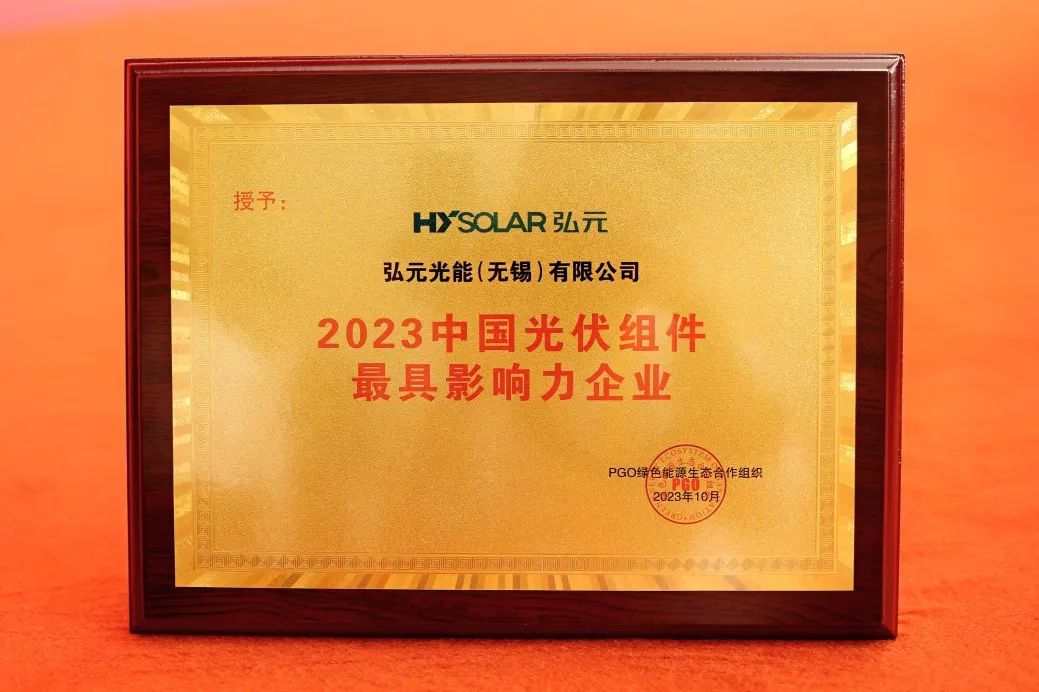 授予：
HYSOLAR 弘元
弘元光能(无锡)有限公司
2023中国光伏组件
最具影响力企业
PGO绿色能源生态合作组织
PGO
2023年10月